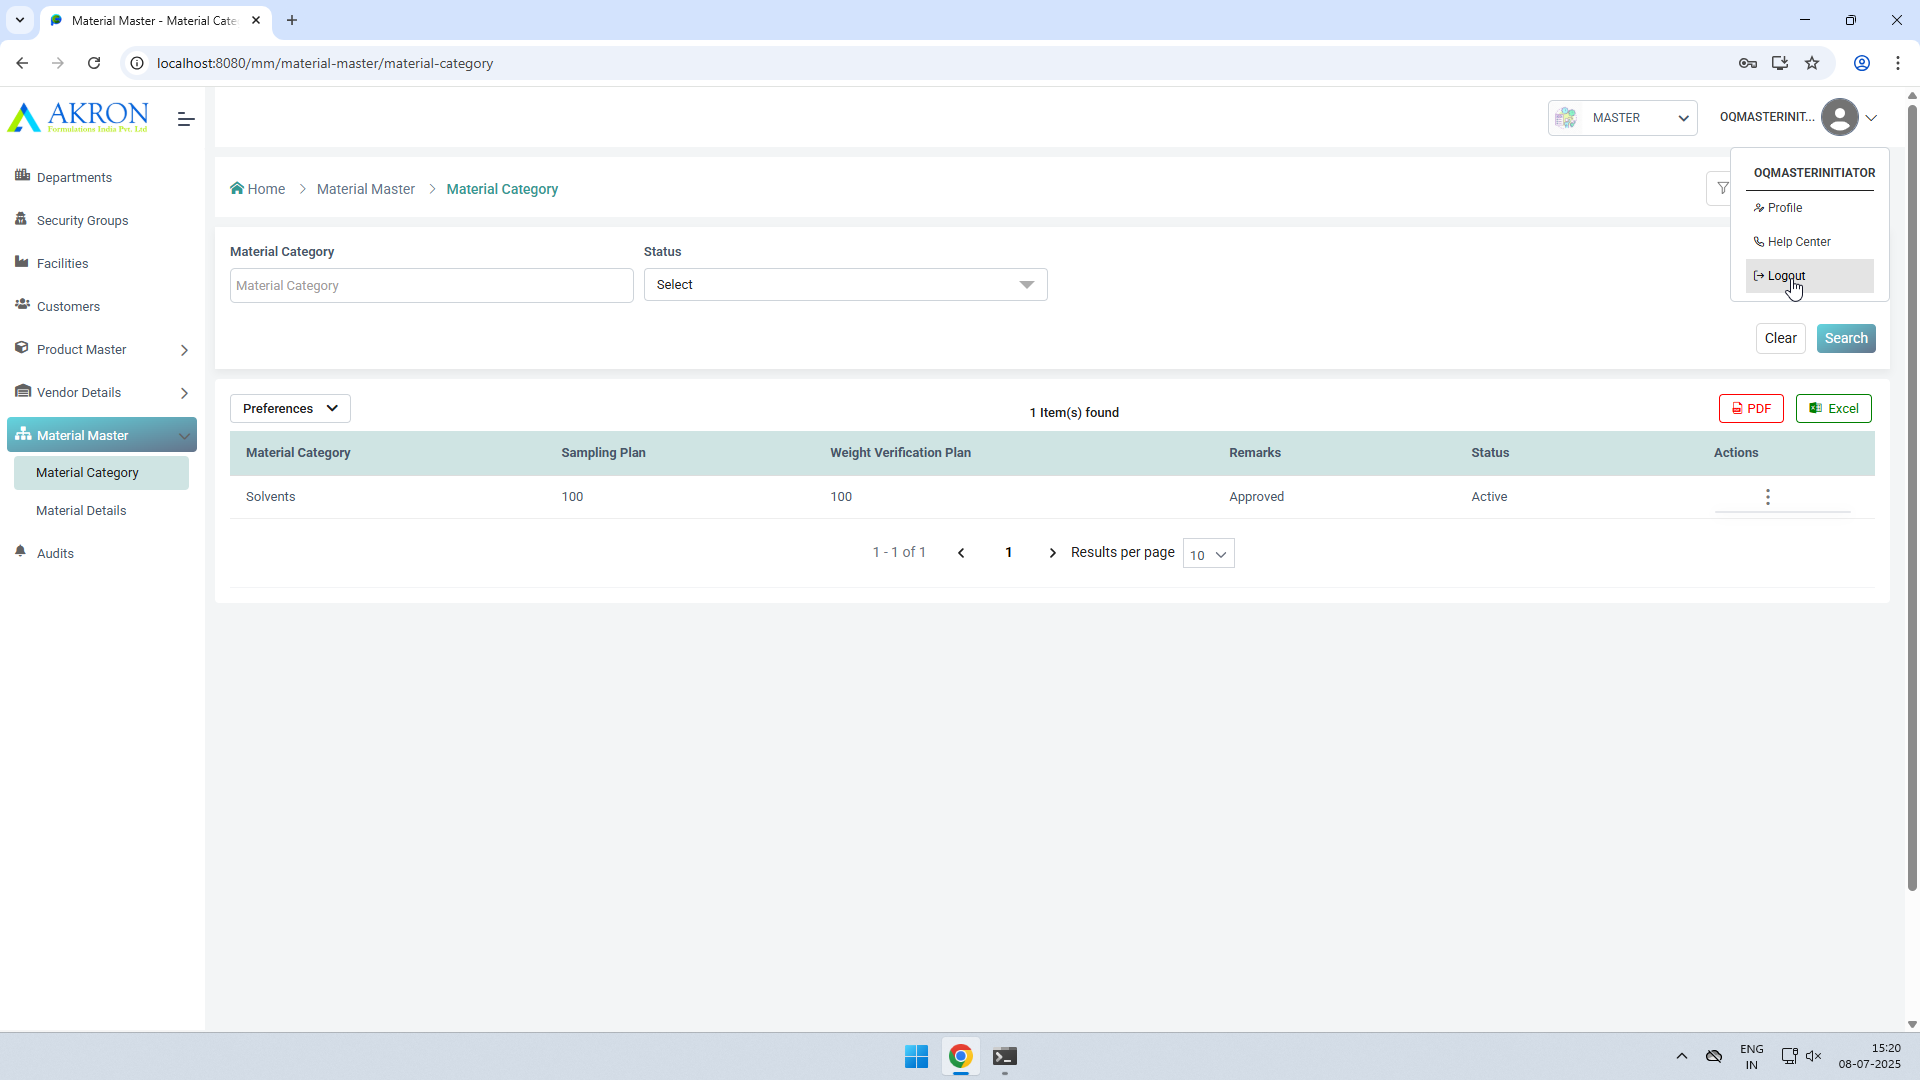 Material Master - Material Cate
localhost:8080/mm/material-master/material-category
AKRON
Formulations India Pvt. Ltd
MASTER
OQMASTERINIT...
OQMASTERINITIATOR
Profile
Help Center
Logout
Departments
Security Groups
Facilities
Customers
Product Master
Vendor Details
Material Master
Material Category
Material Details
Audits
Home > Material Master > Material Category
Material Category
Status
Material Category
Select
Clear
Search
Preferences
1 Item(s) found
PDF
Excel
Material Category Sampling Plan Weight Verification Plan Remarks Status Actions
Solvents 100 100 Approved Active
1 - 1 of 1
1
Results per page
10
ENG
IN
15:20
08-07-2025